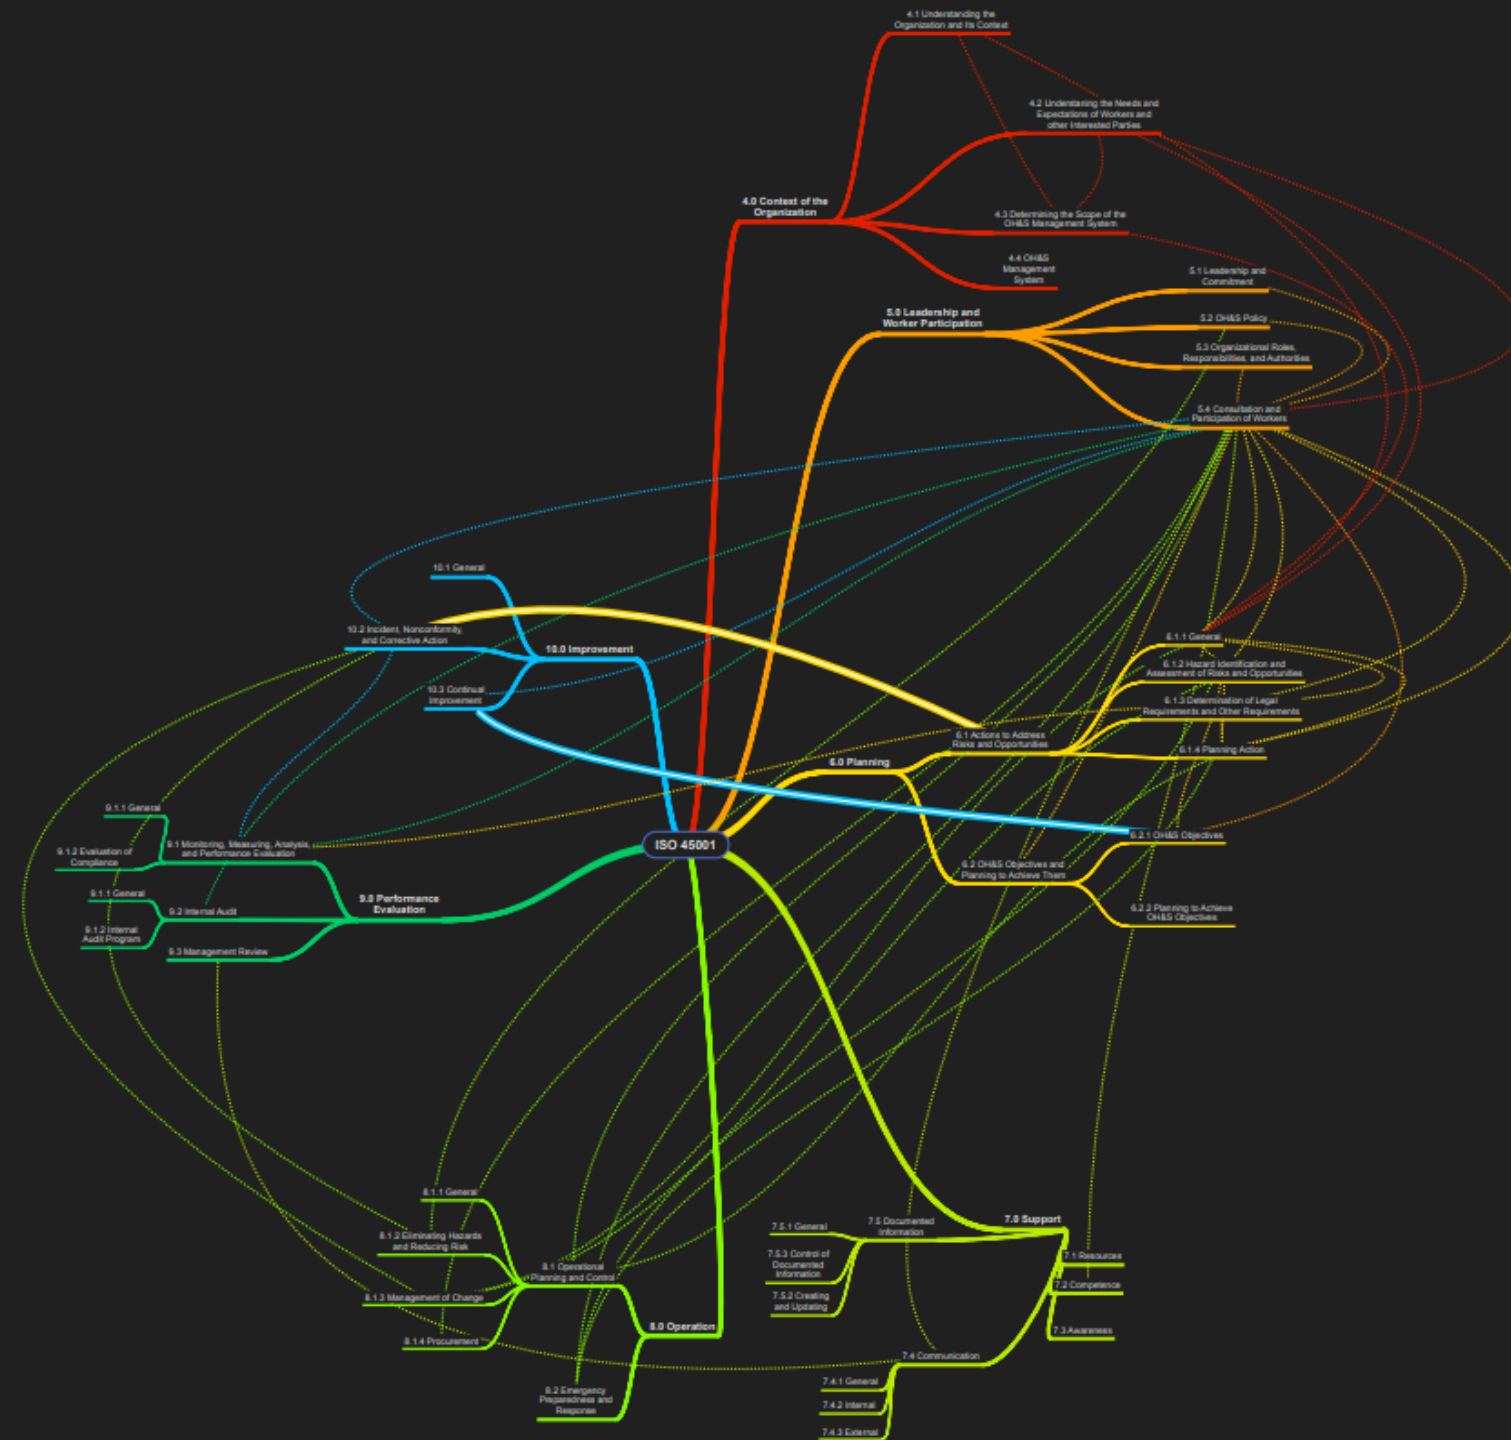 4.1 Understanding the
Organization and Its Context
4.2 Understaning the Needs and
Expectations of Workers and
other Interested Parties
4.0 Context of the
Organization
4.3 Determining the Scope of the
OH&S Management System
4.4 OH&S
Management
System
5.1 Leadership and
Commitment
5.0 Leadership and
Worker Participation
5.2 OH&S Policy
5.3 Organizational Roles,
Responsibilities, and Authorities
5.4 Consultation and
Participation of Workers
10.1 General
10.2 Incident, Nonconformity,
and Corrective Action
10.0 Improvement
10.3 Continual
Improvement
6.1.1 General
6.1.2 Hazard Identification and
Assessment of Risks and Opportunities
6.1.3 Determination of Legal
Requirements and Other Requirements
6.1 Actions to Address
Risks and Opportunities
6.1.4 Planning Action
6.0 Planning
9.1.1 General
9.1.2 Evaluation of
Compliance
9.1 Monitoring, Measuring, Analysis,
and Performance Evaluation
ISO 45001
6.2.1 OH&S Objectives
6.2 OH&S Objectives and
Planning to Achieve Them
6.2.2 Planning to Achieve
OH&S Objectives
9.1.1 General
9.0 Performance
Evaluation
9.2 Internal Audit
9.1.2 Internal
Audit Program
9.3 Management Review
8.1.1 General
8.1.2 Eliminating Hazards
and Reducing Risk
8.1 Operational
Planning and Control
8.1.3 Management of Change
8.1.4 Procurement
8.0 Operation
8.2 Emergency
Preparedness and
Response
7.5.1 General
7.5 Documented
Information
7.0 Support
7.5.3 Control of
Documented
Information
7.5.2 Creating
and Updating
7.1 Resources
7.2 Competence
7.3 Awareness
7.4 Communication
7.4.1 General
7.4.2 Internal
7.4.3 External